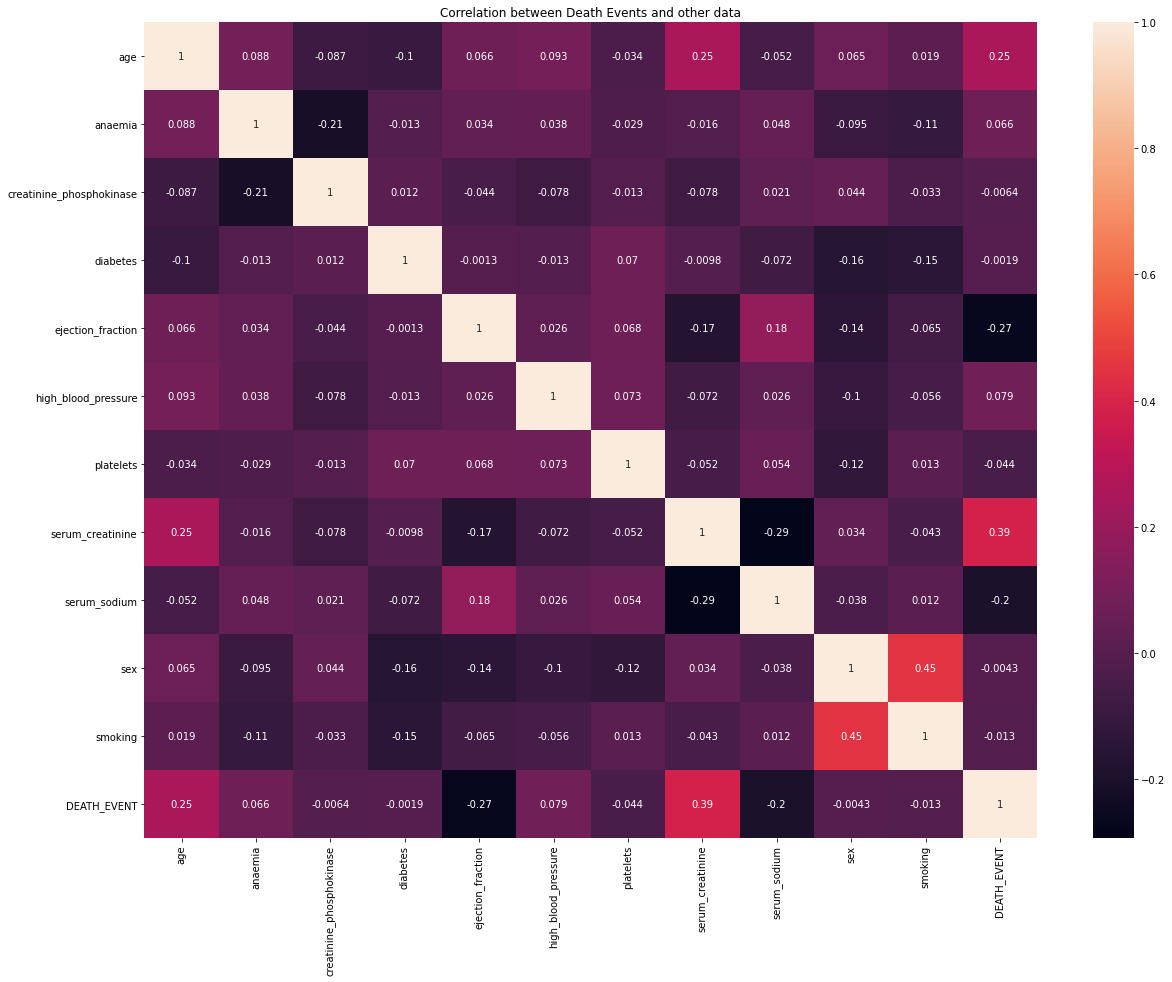 Correlation between Death Events and other data
age 1 0.088 -0.087 -0.1 0.066 0.093 -0.034 0.25 -0.052 0.065 0.019 0.25
anaemia 0.088 1 -0.21 -0.013 0.034 0.038 -0.029 -0.016 0.048 -0.095 -0.11 0.066
creatinine_phosphokinase -0.087 -0.21 1 0.012 -0.044 -0.078 -0.013 -0.078 0.021 0.044 -0.033 -0.0064
diabetes -0.1 -0.013 0.012 1 -0.0013 -0.013 0.07 -0.0098 -0.072 -0.16 -0.15 -0.0019
ejection_fraction 0.066 0.034 -0.044 -0.0013 1 0.026 0.068 -0.17 0.18 -0.14 -0.065 -0.27
high_blood_pressure 0.093 0.038 -0.078 -0.013 0.026 1 0.073 -0.072 0.026 -0.1 -0.056 0.079
platelets -0.034 -0.029 -0.013 0.07 0.068 0.073 1 -0.052 0.054 -0.12 0.013 -0.044
serum_creatinine 0.25 -0.016 -0.078 -0.0098 -0.17 -0.072 -0.052 1 -0.29 0.034 -0.043 0.39
serum_sodium -0.052 0.048 0.021 -0.072 0.18 0.026 0.054 -0.29 1 -0.038 0.012 -0.2
sex 0.065 -0.095 0.044 -0.16 -0.14 -0.1 -0.12 0.034 -0.038 1 0.45 -0.0043
smoking 0.019 -0.11 -0.033 -0.15 -0.065 -0.056 0.013 -0.043 0.012 0.45 1 -0.013
DEATH_EVENT 0.25 0.066 -0.0064 -0.0019 -0.27 0.079 -0.044 0.39 -0.2 -0.0043 -0.013 1
age
anaemia
creatinine_phosphokinase
diabetes
ejection_fraction
high_blood_pressure
platelets
serum_creatinine
serum_sodium
sex
smoking
DEATH_EVENT
1.0
0.8
0.6
0.4
0.2
0.0
−0.2